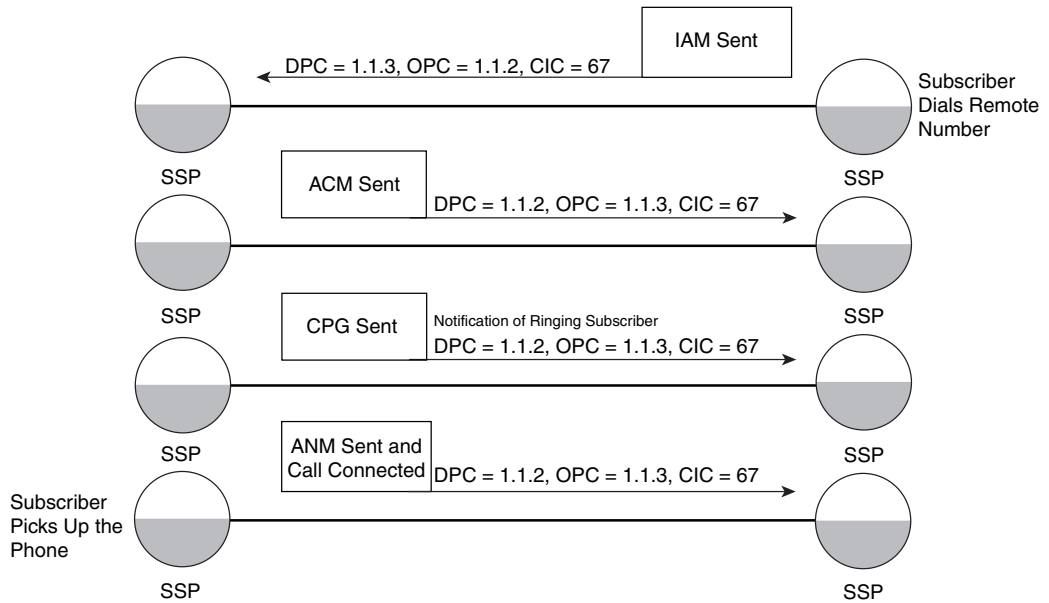 IAM Sent
DPC = 1.1.3, OPC = 1.1.2, CIC = 67
Subscriber
Dials Remote
Number
SSP
SSP
ACM Sent
DPC = 1.1.2, OPC = 1.1.3, CIC = 67
SSP
SSP
CPG Sent
Notification of Ringing Subscriber
DPC = 1.1.2, OPC = 1.1.3, CIC = 67
SSP
SSP
ANM Sent and
Call Connected
DPC = 1.1.2, OPC = 1.1.3, CIC = 67
Subscriber
Picks Up the
Phone
SSP
SSP